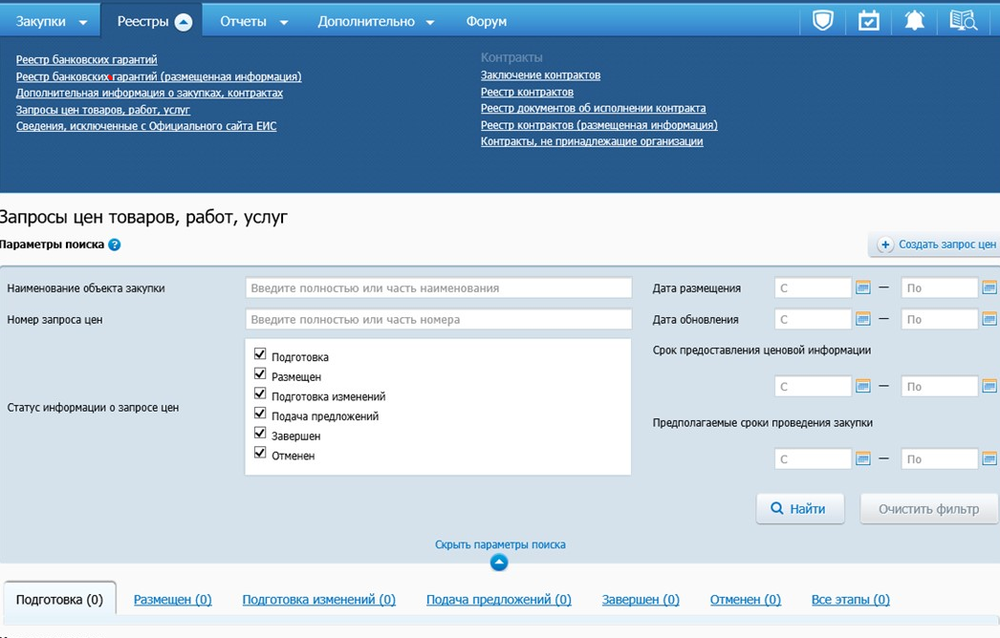 Закупки Реестры Отчеты Дополнительно Форум
Реестр банковских гарантий
Реестр банковских гарантий (размещенная информация)
Дополнительная информация о закупках, контрактах
Запросы цен товаров, работ, услуг
Сведения, исключенные с Официального сайта ЕИС
Контракты
Заключение контрактов
Реестр контрактов
Реестр документов об исполнении контракта
Реестр контрактов (размещенная информация)
Контракты, не принадлежащие организации
Запросы цен товаров, работ, услуг
Параметры поиска ?
+ Создать запрос цен
Наименование объекта закупки Введите полностью или часть наименования Дата размещения С — По
Номер запроса цен Введите полностью или часть номера Дата обновления С — По
Срок предоставления ценовой информации
С — По
Статус информации о запросе цен
Подготовка
Размещен
Подготовка изменений
Подача предложений
Завершен
Отменен
Предполагаемые сроки проведения закупки
С — По
Найти Очистить фильтр
Скрыть параметры поиска
Подготовка (0) Размещен (0) Подготовка изменений (0) Подача предложений (0) Завершен (0) Отменен (0) Все этапы (0)